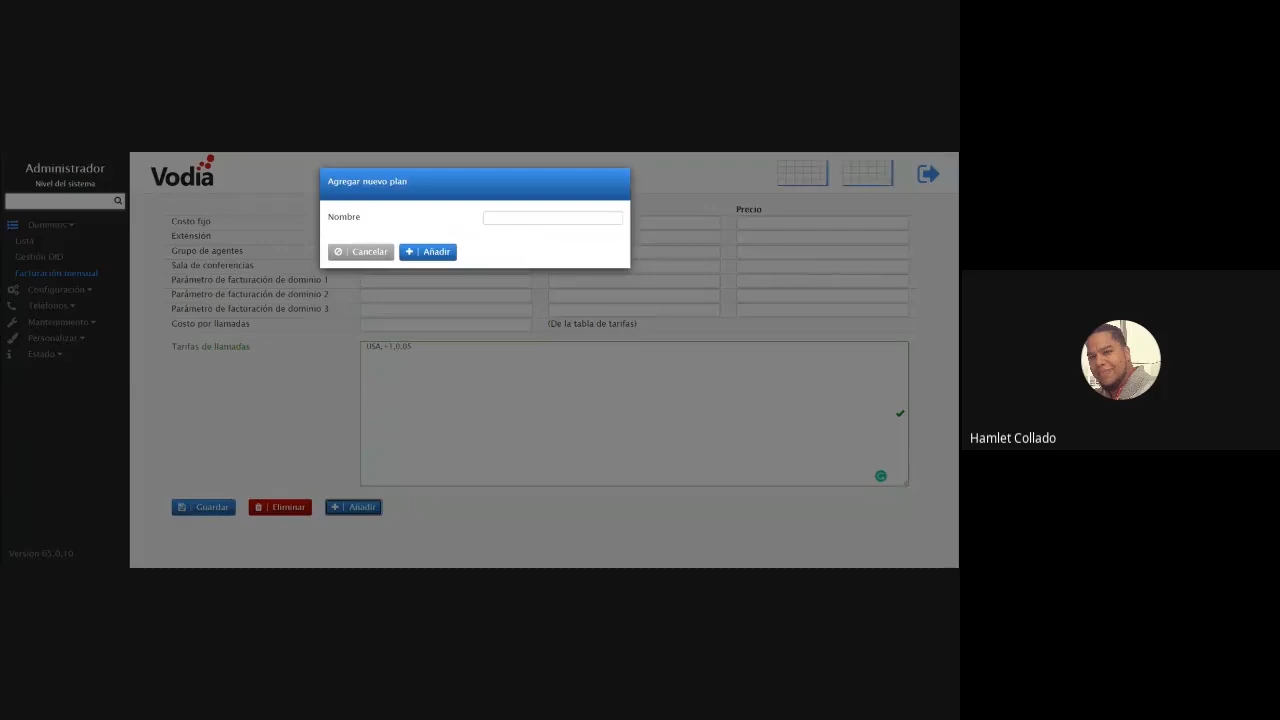 Administrador
Nivel del sistema
Dominios
Lista
Gestión DID
Facturación mensual
Configuración
Teléfonos
Mantenimiento
Personalizar
Estado
Version 65.0.10
Vodia
Agregar nuevo plan
Nombre
Cancelar
Añadir
Precio
Costo fijo
Extensión
Grupo de agentes
Sala de conferencias
Parámetro de facturación de dominio 1
Parámetro de facturación de dominio 2
Parámetro de facturación de dominio 3
Costo por llamadas (De la tabla de tarifas)
Tarifas de llamadas
USA,+1,0.05
Guardar Eliminar Añadir
Hamlet Collado